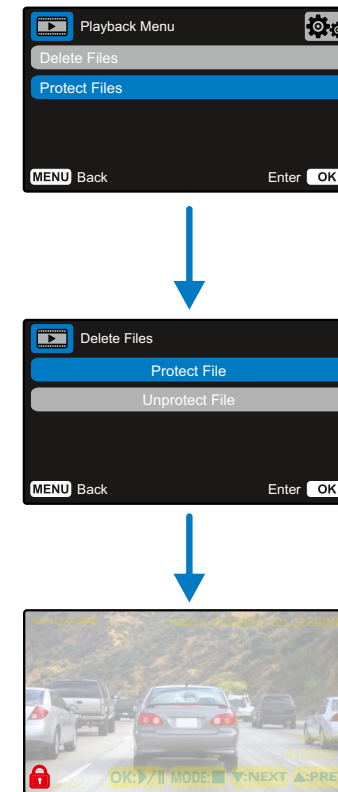 Playback Menu
Delete Files
Protect Files
MENU Back Enter OK
Delete Files
Protect File
Unprotect File
MENU Back Enter OK
OK:▶/II MODE:■ ▼:NEXT ▲:PRE